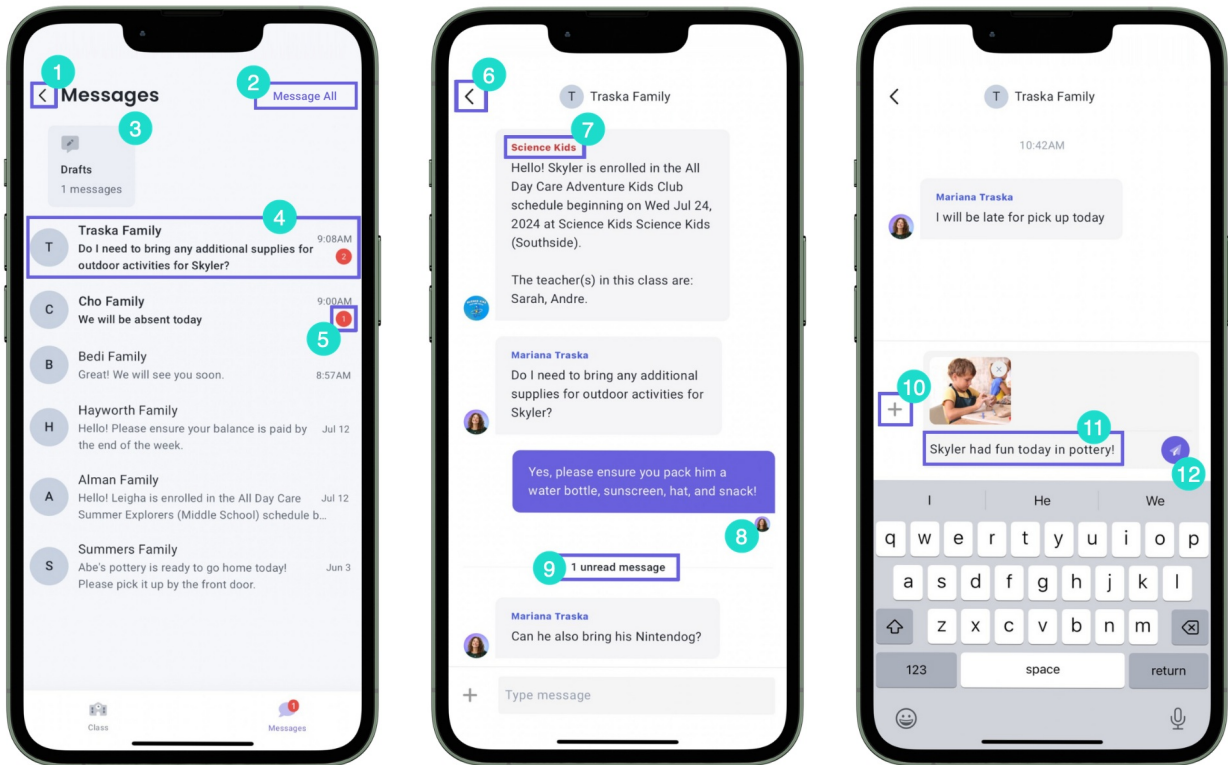 1
2
< Messages
Message All
3
Drafts
1 messages
4
T
Traska Family
9:08AM
Do I need to bring any additional supplies for
outdoor activities for Skyler?
2
C
Cho Family
9:00AM
We will be absent today
1
5
B
Bedi Family
Great! We will see you soon.
8:57AM
H
Hayworth Family
Hello! Please ensure your balance is paid by
Jul 12
the end of the week.
A
Alman Family
Hello! Leigha is enrolled in the All Day Care
Jul 12
Summer Explorers (Middle School) schedule b...
S
Summers Family
Abe's pottery is ready to go home today!
Jun 3
Please pick it up by the front door.
1
Class
Messages
6
T Traska Family
7
Science Kids
Hello! Skyler is enrolled in the All
Day Care Adventure Kids Club
schedule beginning on Wed Jul 24,
2024 at Science Kids Science Kids
(Southside).
The teacher(s) in this class are:
Sarah, Andre.
Mariana Traska
Do I need to bring any additional
supplies for outdoor activities for
Skyler?
Yes, please ensure you pack him a
water bottle, sunscreen, hat, and snack!
8
9
1 unread message
Mariana Traska
Can he also bring his Nintendog?
+ Type message
T Traska Family
10:42AM
Mariana Traska
I will be late for pick up today
10
+
11
Skyler had fun today in pottery!
12
I He We
q w e r t y u i o p
a s d f g h j k l
z x c v b n m
123 space return